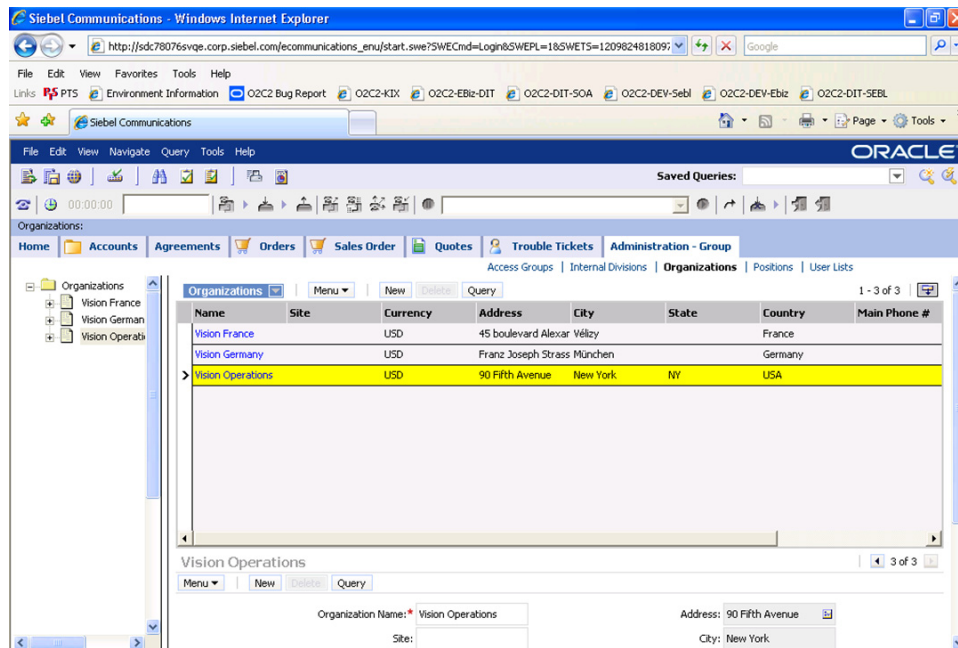 Siebel Communications - Windows Internet Explorer
http://sdc78076svqe.corp.siebel.com/ecommunications_enu/start.swe?SWECmd=Login&SWEPL=1&SWETS=1209824818097
Google
File Edit View Favorites Tools Help
Links PTS Environment Information O2C2 Bug Report O2C2-KIX O2C2-EBiz-DIT O2C2-DIT-SOA O2C2-DEV-Sebl O2C2-DEV-Ebiz O2C2-DIT-SEBL
Siebel Communications Page Tools
File Edit View Navigate Query Tools Help ORACLE
Saved Queries:
00:00:00
Organizations:
Home Accounts Agreements Orders Sales Order Quotes Trouble Tickets Administration - Group
Access Groups | Internal Divisions | Organizations | Positions | User Lists
Organizations
Vision France
Vision German
Vision Operati
Organizations Menu New Delete Query 1 - 3 of 3
Name Site Currency Address City State Country Main Phone #
Vision France USD 45 boulevard Alexar Vélizy France
Vision Germany USD Franz Joseph Strass München Germany
Vision Operations USD 90 Fifth Avenue New York NY USA
Vision Operations 3 of 3
Menu New Delete Query
Organization Name:* Vision Operations Address: 90 Fifth Avenue
Site: City: New York